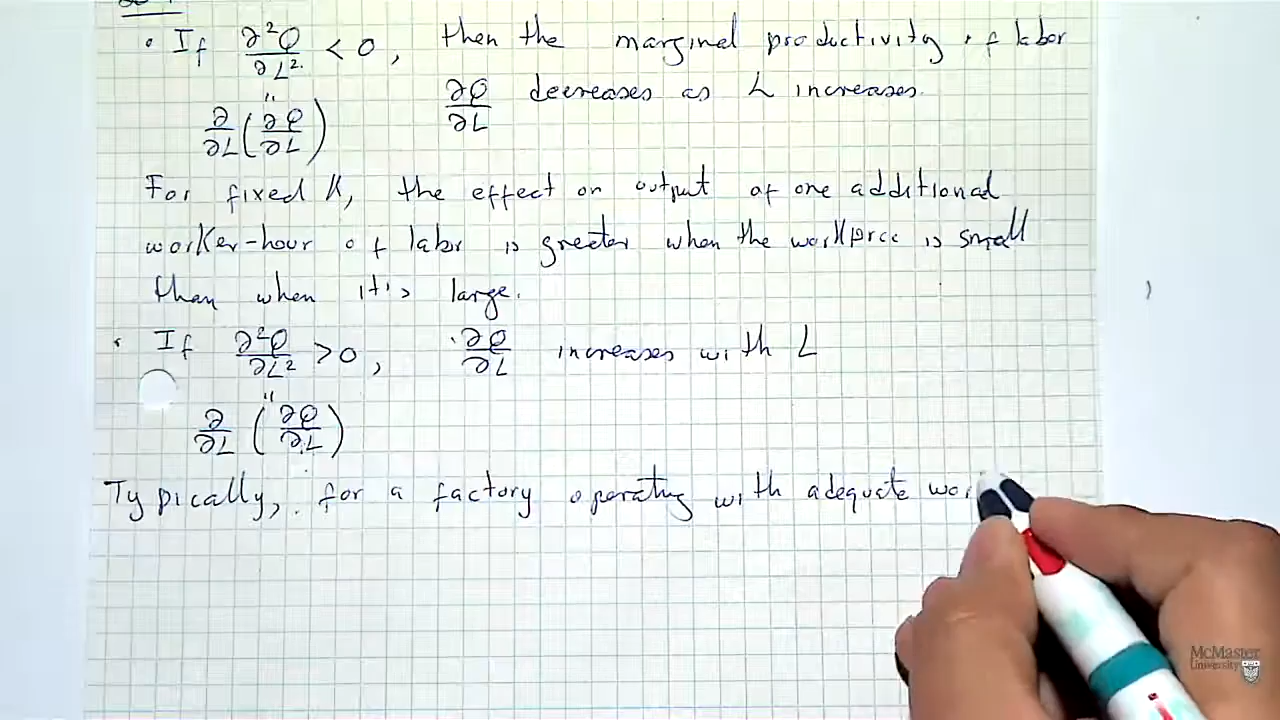 • If ∂²Q/∂L² < 0, then the marginal productivity of labor
∂/∂L (∂Q/∂L) ∂Q/∂L decreases as L increases.
For fixed K, the effect on output of one additional
worker-hour of labor is greater when the workforce is small
than when it's large.
• If ∂²Q/∂L² > 0, ∂Q/∂L increases with L
"
∂/∂L (∂Q/∂L)
Typically, for a factory operating with adequate
McMaster
University